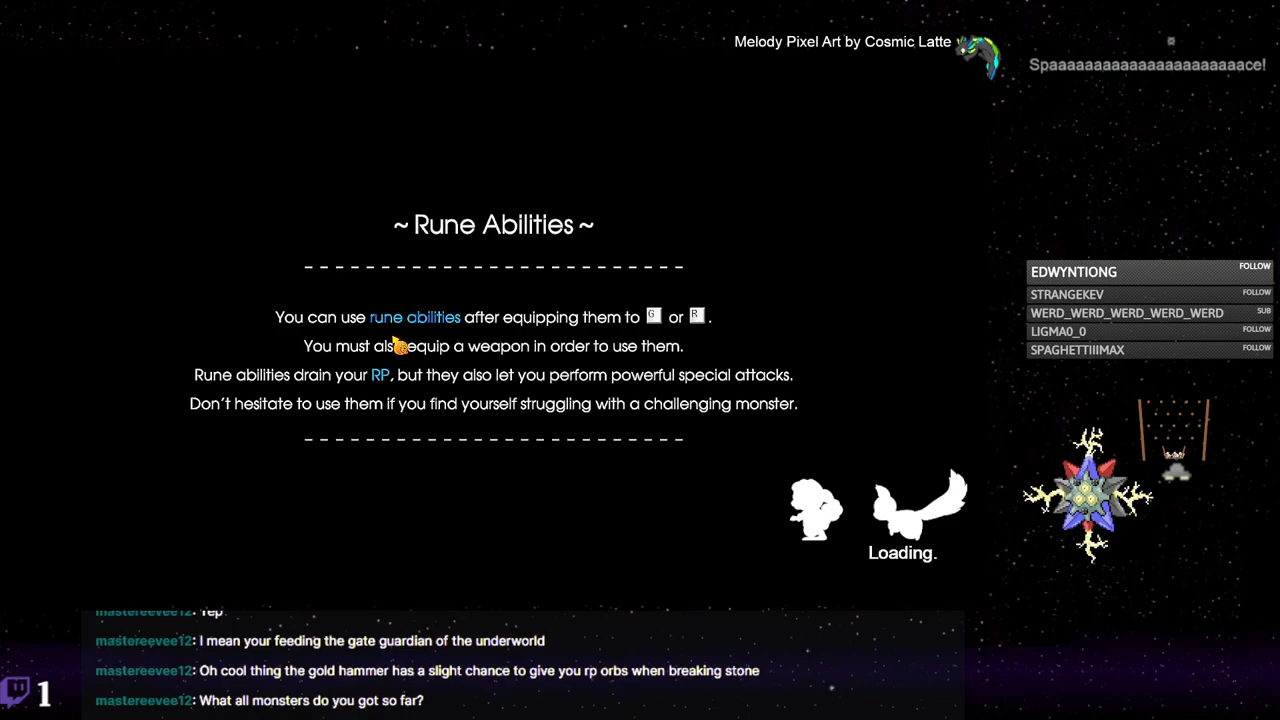 Melody Pixel Art by Cosmic Latte
Spaaaaaaaaaaaaaaaaaaaaaace!
~ Rune Abilities ~
You can use rune abilities after equipping them to G or R .
You must als equip a weapon in order to use them.
Rune abilities drain your RP, but they also let you perform powerful special attacks.
Don't hesitate to use them if you find yourself struggling with a challenging monster.
EDWYNTIONG FOLLOW
STRANGEKEV FOLLOW
WERD_WERD_WERD_WERD_WERD SUB
LIGMA0_0 FOLLOW
SPAGHETTIIIMAX FOLLOW
Loading.
mastereevee12: Yep
mastereevee12: I mean your feeding the gate guardian of the underworld
mastereevee12: Oh cool thing the gold hammer has a slight chance to give you rp orbs when breaking stone
mastereevee12: What all monsters do you got so far?
1